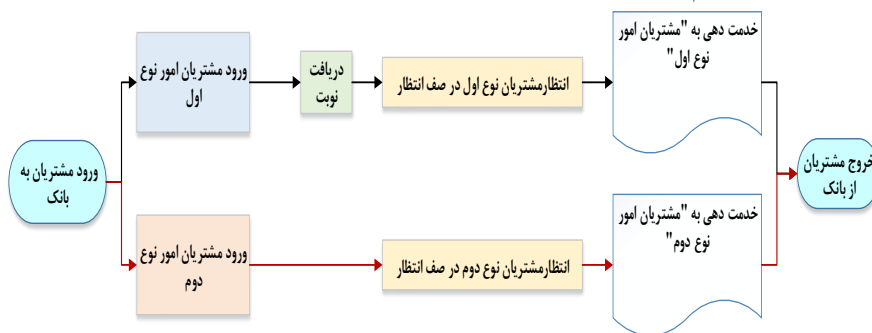 ورود مشتریان به
بانک
ورود مشتریان امور نوع
اول
دریافت
نوبت
انتظارمشتریان نوع اول در صف انتظار
خدمت دهی به "مشتریان امور
نوع اول"
ورود مشتریان امور نوع
دوم
انتظارمشتریان نوع دوم در صف انتظار
خدمت دهی به "مشتریان امور
نوع دوم"
خروج مشتریان
از بانک